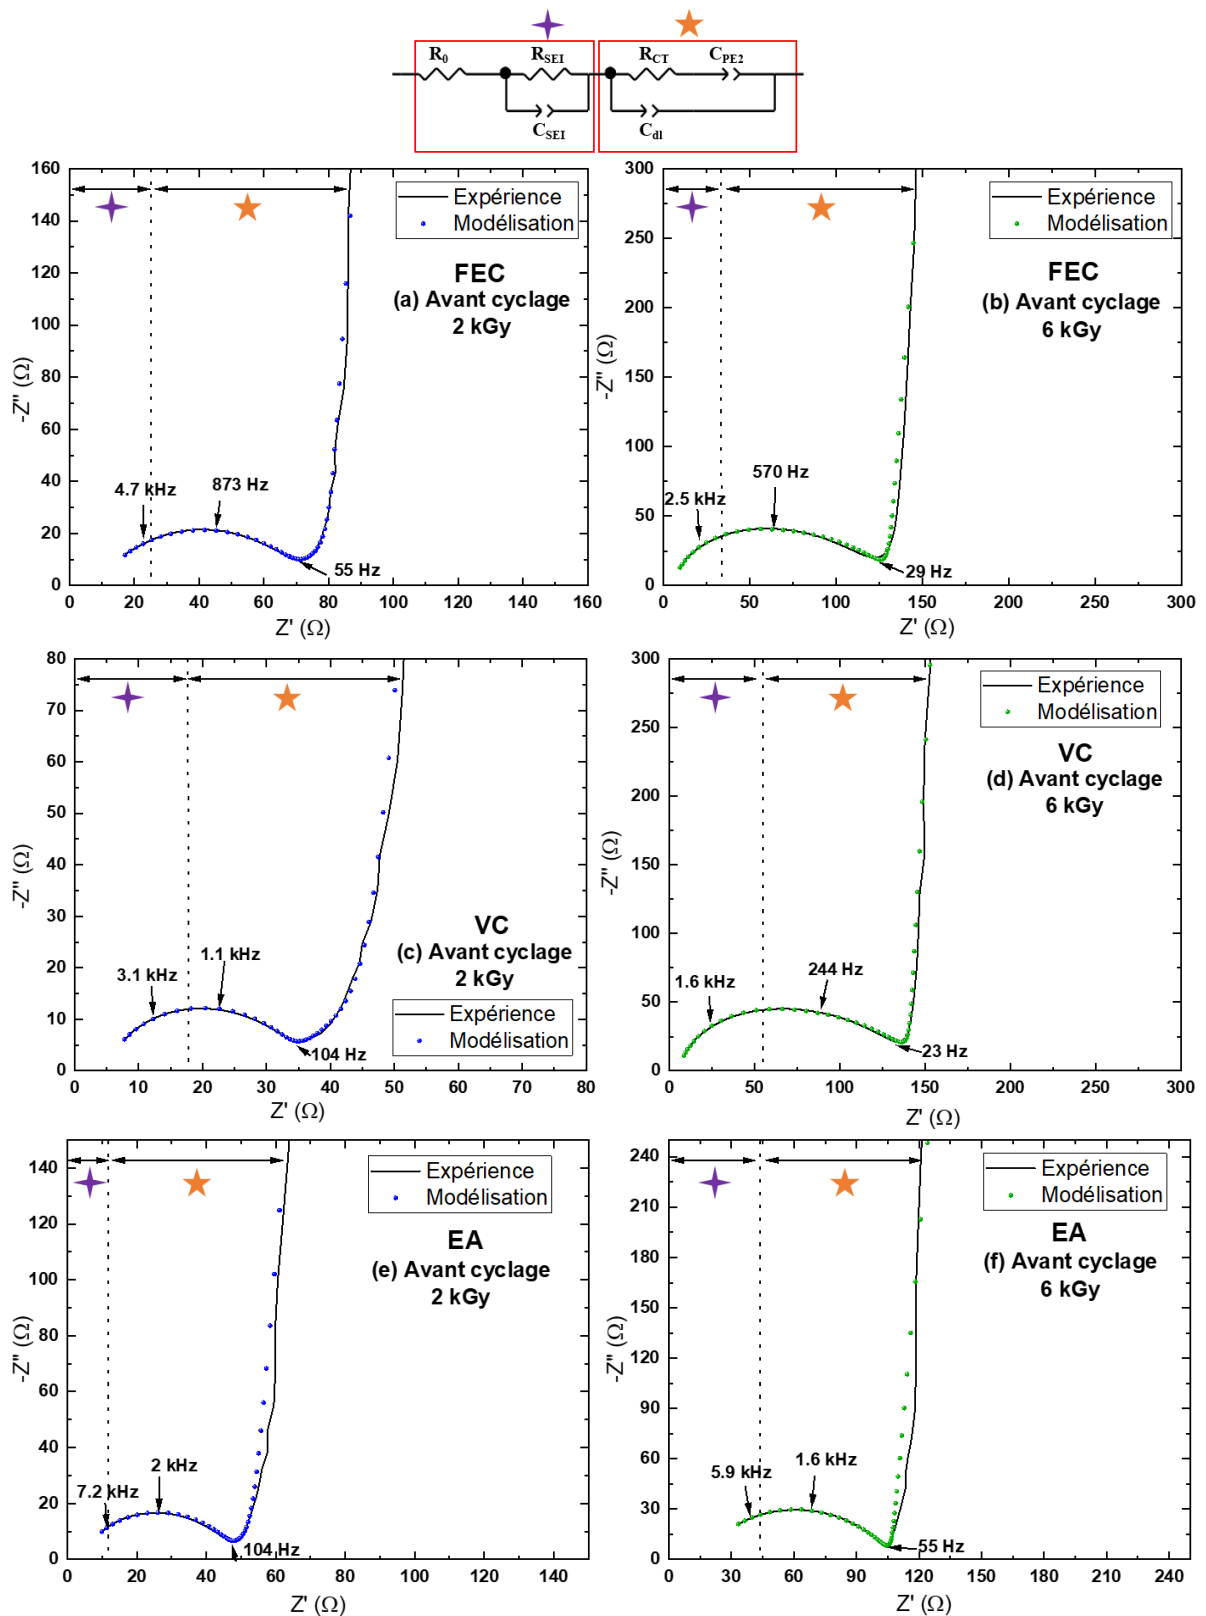 R0 RSEI RCT CPE2
CSEI Cdl
160
140
120
100
80
60
40
20
0
-Z'' (Ω)
Expérience
Modélisation
FEC
(a) Avant cyclage
2 kGy
4.7 kHz
873 Hz
55 Hz
0 20 40 60 80 100 120 140 160
Z' (Ω)
300
250
200
150
100
50
0
-Z'' (Ω)
Expérience
Modélisation
FEC
(b) Avant cyclage
6 kGy
2.5 kHz
570 Hz
29 Hz
0 50 100 150 200 250 300
Z' (Ω)
80
70
60
50
40
30
20
10
0
-Z'' (Ω)
VC
(c) Avant cyclage
2 kGy
Expérience
Modélisation
3.1 kHz
1.1 kHz
104 Hz
0 10 20 30 40 50 60 70 80
Z' (Ω)
300
250
200
150
100
50
0
-Z'' (Ω)
Expérience
Modélisation
VC
(d) Avant cyclage
6 kGy
1.6 kHz
244 Hz
23 Hz
0 50 100 150 200 250 300
Z' (Ω)
140
120
100
80
60
40
20
0
-Z'' (Ω)
Expérience
Modélisation
EA
(e) Avant cyclage
2 kGy
7.2 kHz
2 kHz
104 Hz
0 20 40 60 80 100 120 140
Z' (Ω)
240
210
180
150
120
90
60
30
0
-Z'' (Ω)
Expérience
Modélisation
EA
(f) Avant cyclage
6 kGy
5.9 kHz
1.6 kHz
55 Hz
0 30 60 90 120 150 180 210 240
Z' (Ω)